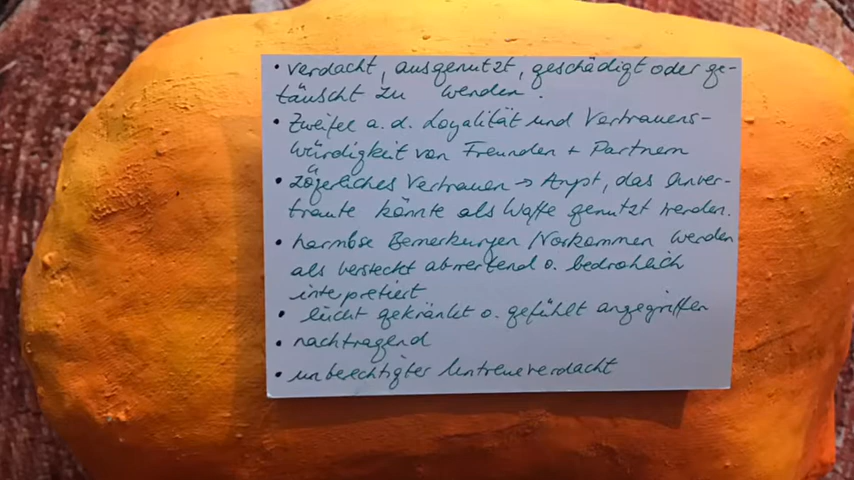 • Verdacht, ausgenutzt, geschädigt oder ge-
täuscht zu werden.
• Zweifel a. d. Loyalität und Vertrauens-
würdigkeit von Freunden + Partnern
• zögerliches Vertrauen → Angst, das Anver-
traute könnte als Waffe genutzt werden.
• harmlose Bemerkungen/Vorkommen werden
als versteckt abwertend o. bedrohlich
interpretiert
• leicht gekränkt o. gefühlt angegriffen
• nachtragend
• unberechtigter Untreueverdacht